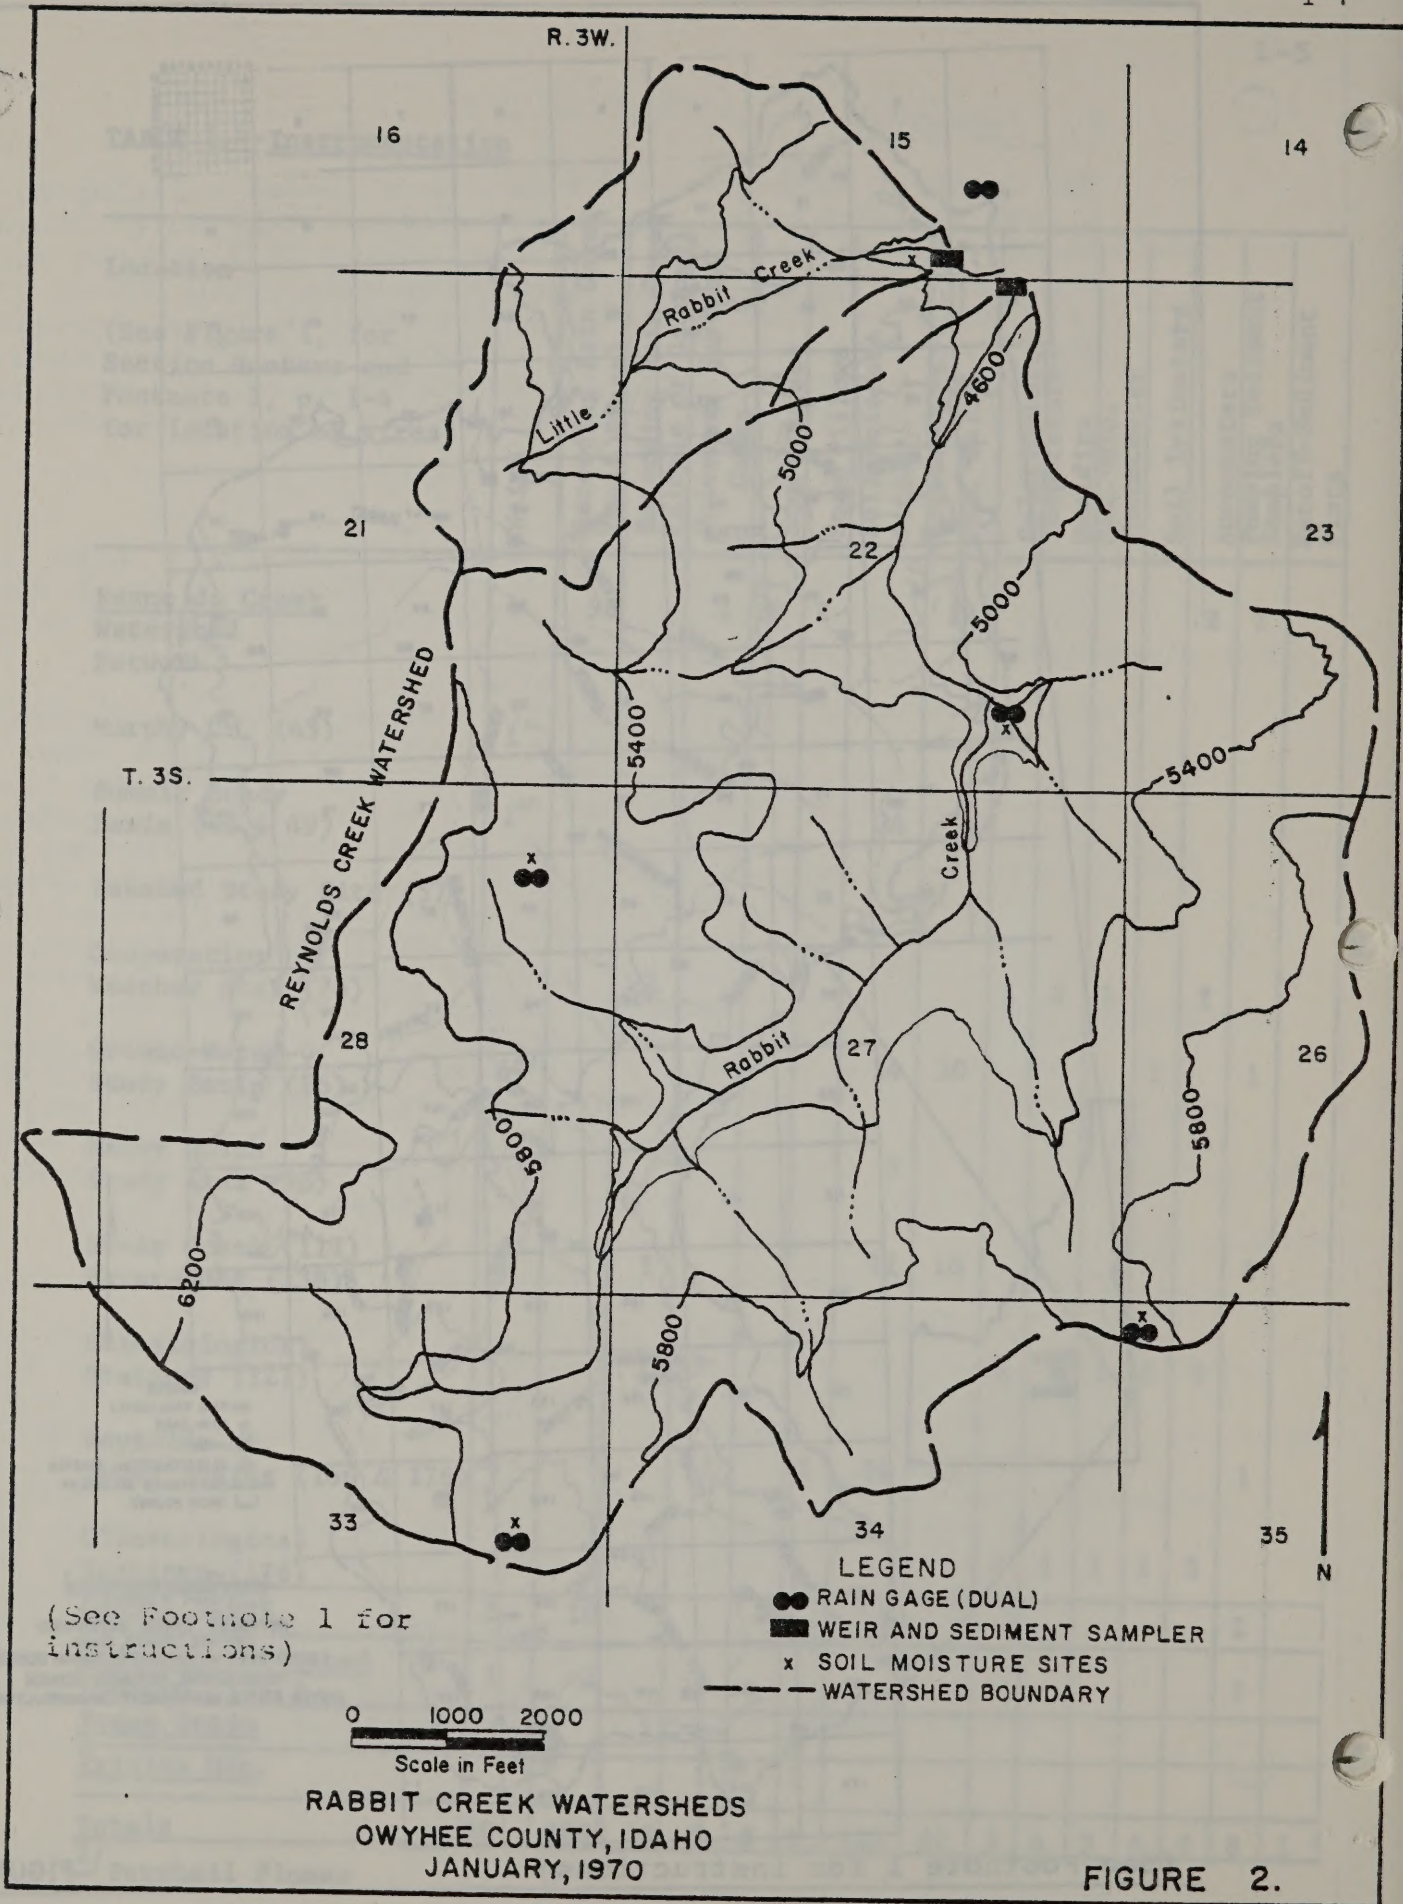 R. 3W.
16
15
14
Rabbit Creek
4600
Little
5000
21
22
23
5000
REYNOLDS CREEK WATERSHED
5400
5400
T. 3S.
Creek
28
Rabbit
27
26
5800
5800
6200
5800
33
34
35
N
LEGEND
RAIN GAGE (DUAL)
WEIR AND SEDIMENT SAMPLER
x SOIL MOISTURE SITES
WATERSHED BOUNDARY
(See Footnote 1 for
instructions)
0 1000 2000
Scale in Feet
RABBIT CREEK WATERSHEDS
OWYHEE COUNTY, IDAHO
JANUARY, 1970
FIGURE 2.